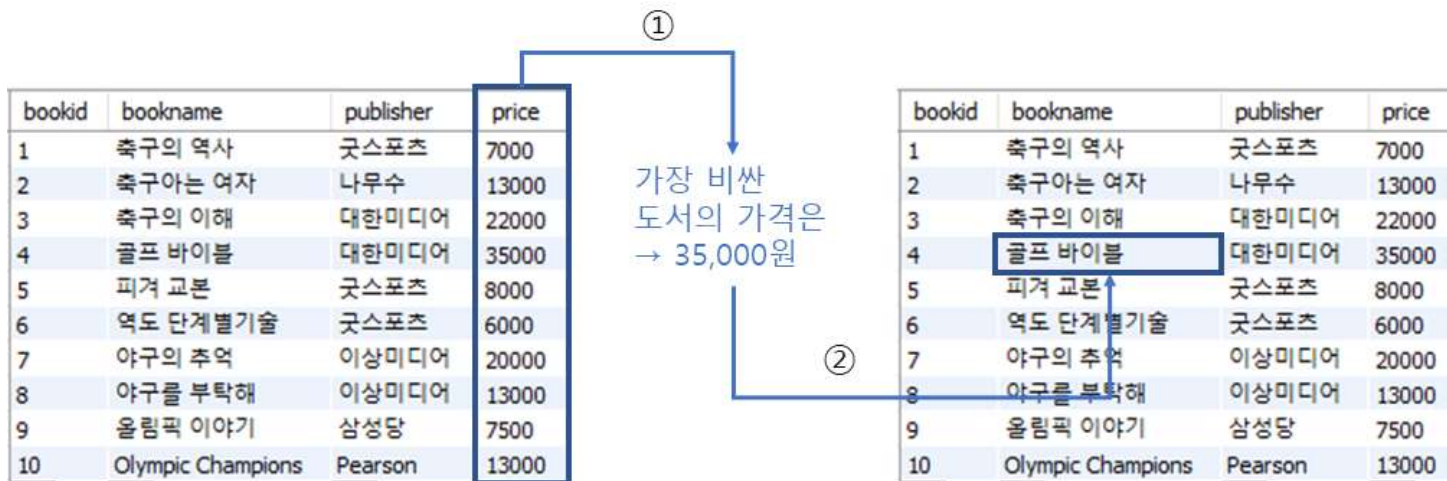 ①
bookid bookname publisher price
1 축구의 역사 굿스포츠 7000
2 축구아는 여자 나무수 13000
3 축구의 이해 대한미디어 22000
4 골프 바이블 대한미디어 35000
5 피겨 교본 굿스포츠 8000
6 역도 단계별기술 굿스포츠 6000
7 야구의 추억 이상미디어 20000
8 야구를 부탁해 이상미디어 13000
9 올림픽 이야기 삼성당 7500
10 Olympic Champions Pearson 13000
가장 비싼
도서의 가격은
→ 35,000원
②
bookid bookname publisher price
1 축구의 역사 굿스포츠 7000
2 축구아는 여자 나무수 13000
3 축구의 이해 대한미디어 22000
4 골프 바이블 대한미디어 35000
5 피겨 교본 굿스포츠 8000
6 역도 단계별기술 굿스포츠 6000
7 야구의 추억 이상미디어 20000
8 야구를 부탁해 이상미디어 13000
9 올림픽 이야기 삼성당 7500
10 Olympic Champions Pearson 13000